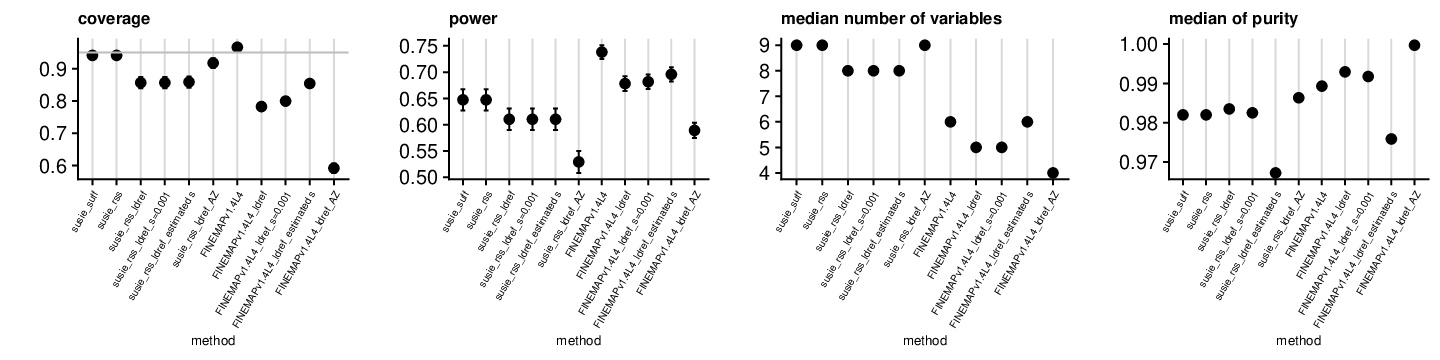 coverage
0.9
0.8
0.7
0.6
susie_suff
susie_rss
susie_rss_ldref
susie_rss_ldref_s=0.001
susie_rss_ldref_estimated.s
susie_rss_ldref_AZ
FINEMAPv1.4L4
FINEMAPv1.4L4_ldref
FINEMAPv1.4L4_ldref_s=0.001
FINEMAPv1.4L4_ldref_estimated.s
FINEMAPv1.4L4_ldref_AZ
method
power
0.75
0.70
0.65
0.60
0.55
0.50
susie_suff
susie_rss
susie_rss_ldref
susie_rss_ldref_s=0.001
susie_rss_ldref_estimated.s
susie_rss_ldref_AZ
FINEMAPv1.4L4
FINEMAPv1.4L4_ldref
FINEMAPv1.4L4_ldref_s=0.001
FINEMAPv1.4L4_ldref_estimated.s
FINEMAPv1.4L4_ldref_AZ
method
median number of variables
9
8
7
6
5
4
susie_suff
susie_rss
susie_rss_ldref
susie_rss_ldref_s=0.001
susie_rss_ldref_estimated.s
susie_rss_ldref_AZ
FINEMAPv1.4L4
FINEMAPv1.4L4_ldref
FINEMAPv1.4L4_ldref_s=0.001
FINEMAPv1.4L4_ldref_estimated.s
FINEMAPv1.4L4_ldref_AZ
method
median of purity
1.00
0.99
0.98
0.97
susie_suff
susie_rss
susie_rss_ldref
susie_rss_ldref_s=0.001
susie_rss_ldref_estimated.s
susie_rss_ldref_AZ
FINEMAPv1.4L4
FINEMAPv1.4L4_ldref
FINEMAPv1.4L4_ldref_s=0.001
FINEMAPv1.4L4_ldref_estimated.s
FINEMAPv1.4L4_ldref_AZ
method